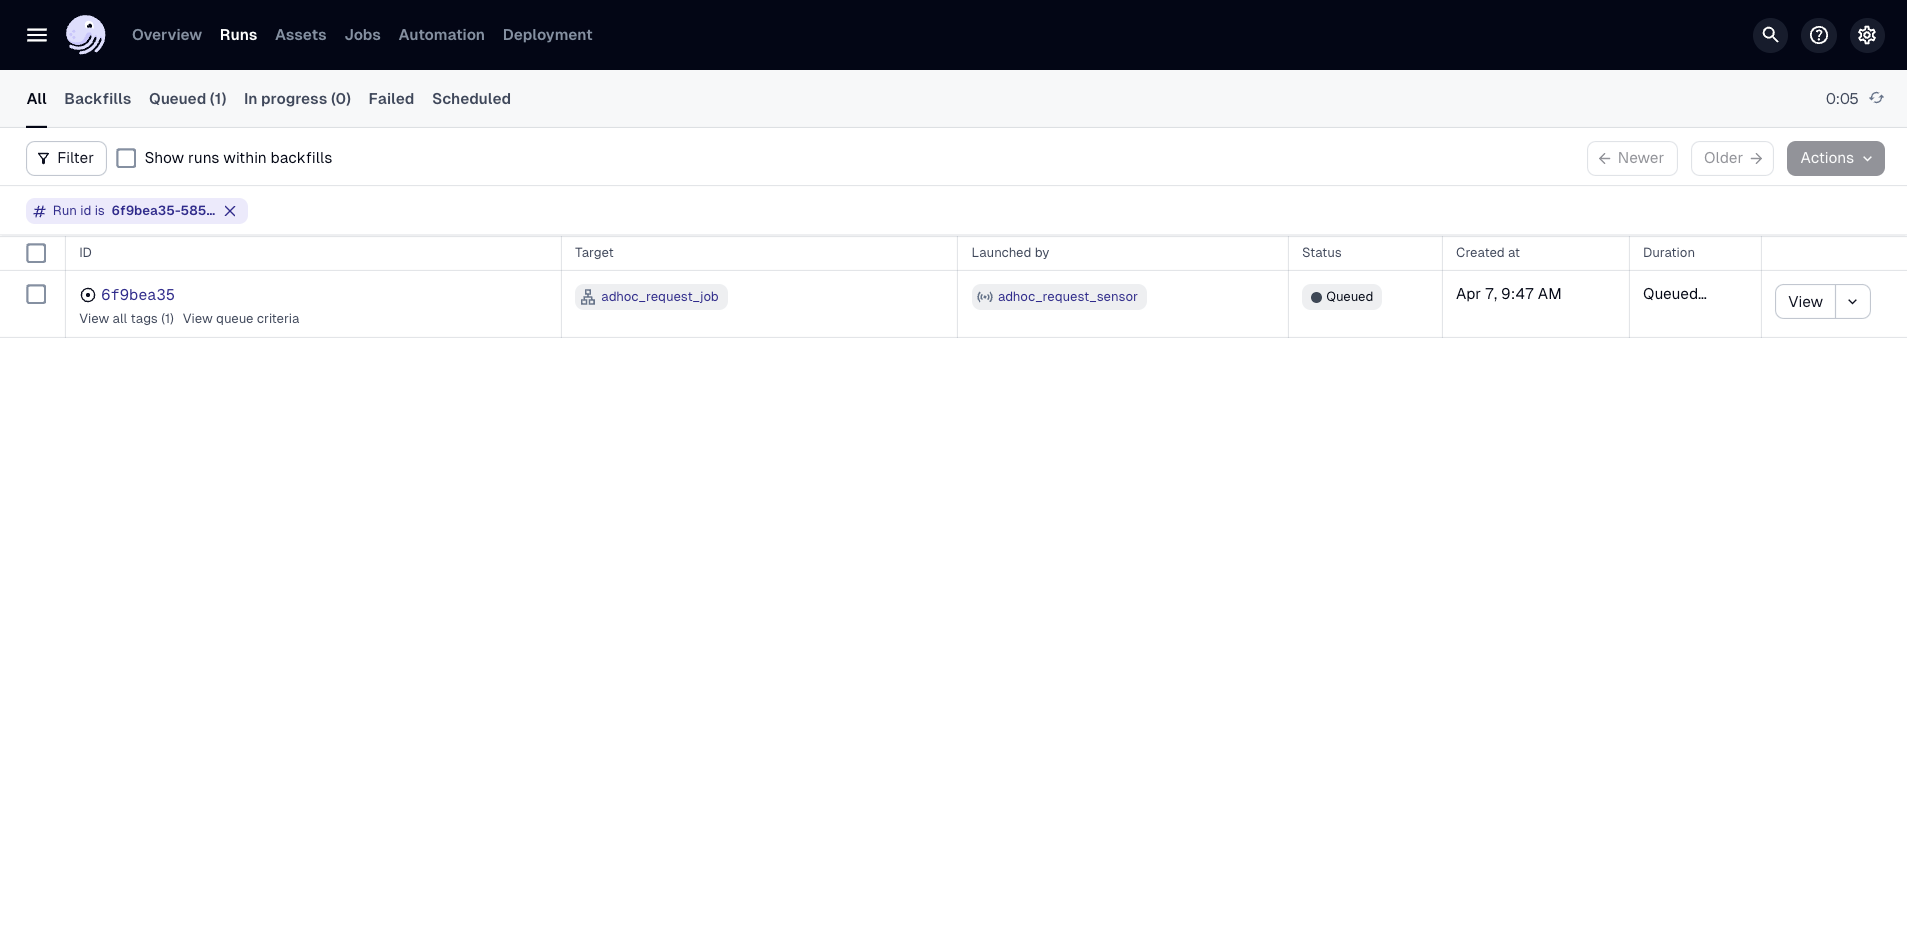 Overview Runs Assets Jobs Automation Deployment
All Backfills Queued (1) In progress (0) Failed Scheduled 0:05
Filter Show runs within backfills Newer Older Actions
# Run id is 6f9bea35-585...
ID Target Launched by Status Created at Duration
6f9bea35 adhoc_request_job adhoc_request_sensor Queued Apr 7, 9:47 AM Queued… View
View all tags (1) View queue criteria